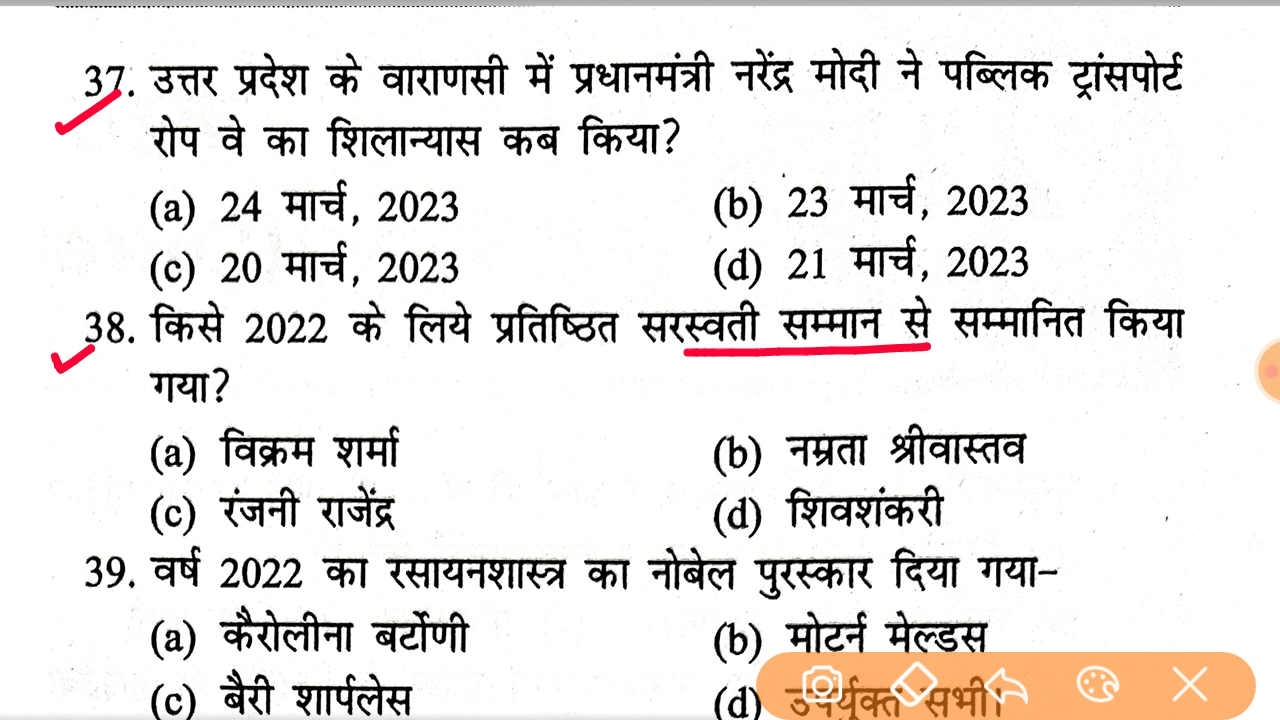 37. उत्तर प्रदेश के वाराणसी में प्रधानमंत्री नरेंद्र मोदी ने पब्लिक ट्रांसपोर्ट
रोप वे का शिलान्यास कब किया?
(a) 24 मार्च, 2023 (b) 23 मार्च, 2023
(c) 20 मार्च, 2023 (d) 21 मार्च, 2023
38. किसे 2022 के लिये प्रतिष्ठित सरस्वती सम्मान से सम्मानित किया
गया?
(a) विक्रम शर्मा (b) नम्रता श्रीवास्तव
(c) रंजनी राजेंद्र (d) शिवशंकरी
39. वर्ष 2022 का रसायनशास्त्र का नोबेल पुरस्कार दिया गया–
(a) कैरोलीना बर्टोणी (b) मोटर्न मेल्डस
(c) बैरी शार्पलेस (d) उपर्युक्त सभी।